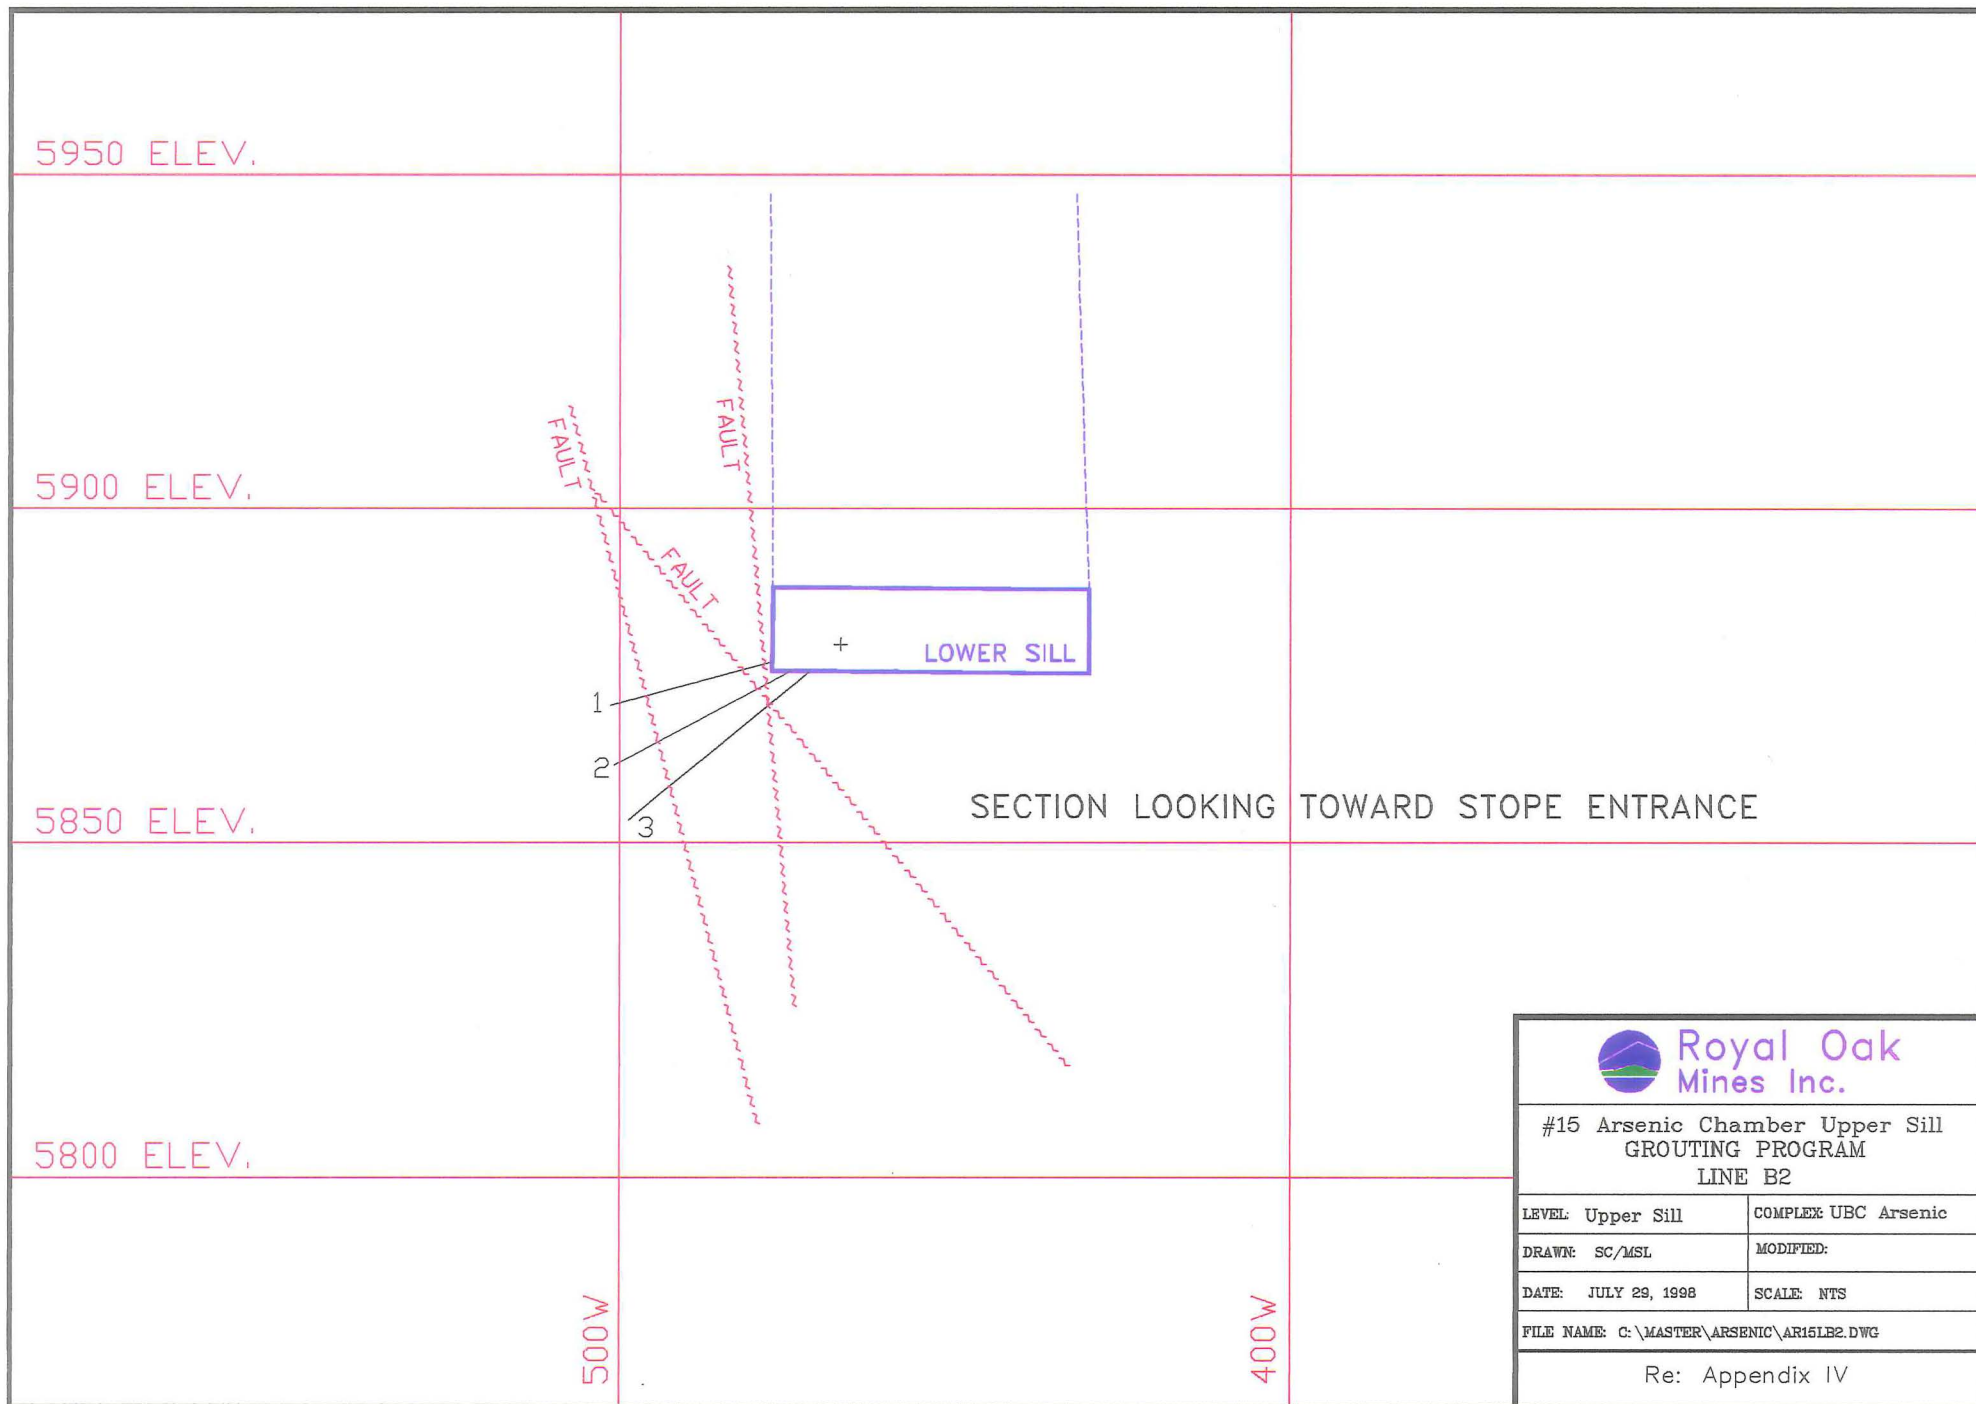 5950 ELEV.
FAULT
FAULT
5900 ELEV.
FAULT
LOWER SILL
1
2
3
5850 ELEV.
SECTION LOOKING TOWARD STOPE ENTRANCE
5800 ELEV.
500W
400W
Royal Oak
Mines Inc.
#15 Arsenic Chamber Upper Sill
GROUTING PROGRAM
LINE B2
LEVEL: Upper Sill
COMPLEX: UBC Arsenic
DRAWN: SC/MSL
MODIFIED:
DATE: JULY 29, 1998
SCALE: NTS
FILE NAME: C:\MASTER\ARSENIC\AR15LB2.DWG
Re: Appendix IV